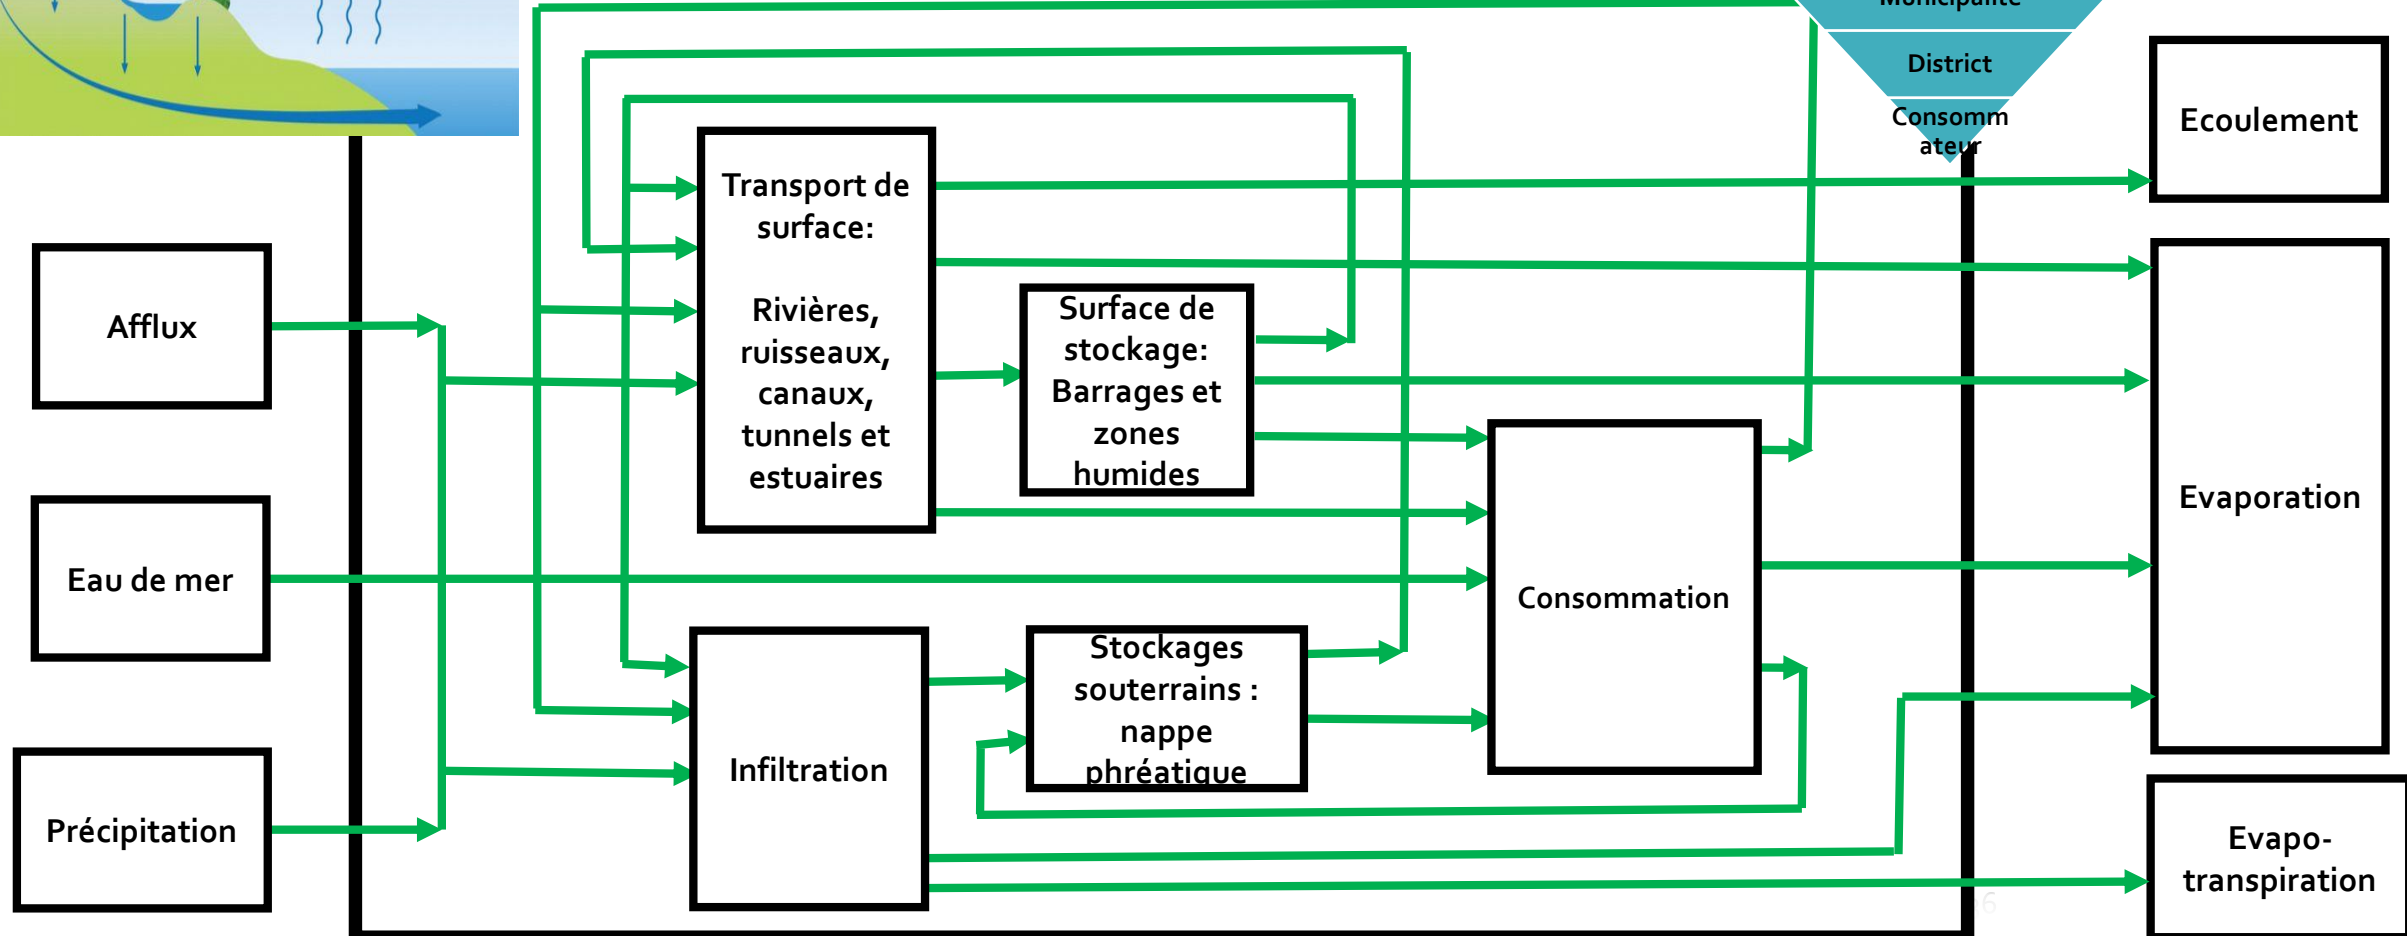 Municipalité
District
Consomm
ateur
Ecoulement
Transport de
surface:
Rivières,
ruisseaux,
canaux,
tunnels et
estuaires
Afflux
Surface de
stockage:
Barrages et
zones
humides
Evaporation
Eau de mer
Consommation
Stockages
souterrains :
nappe
phréatique
Infiltration
Précipitation
Evapo-
transpiration